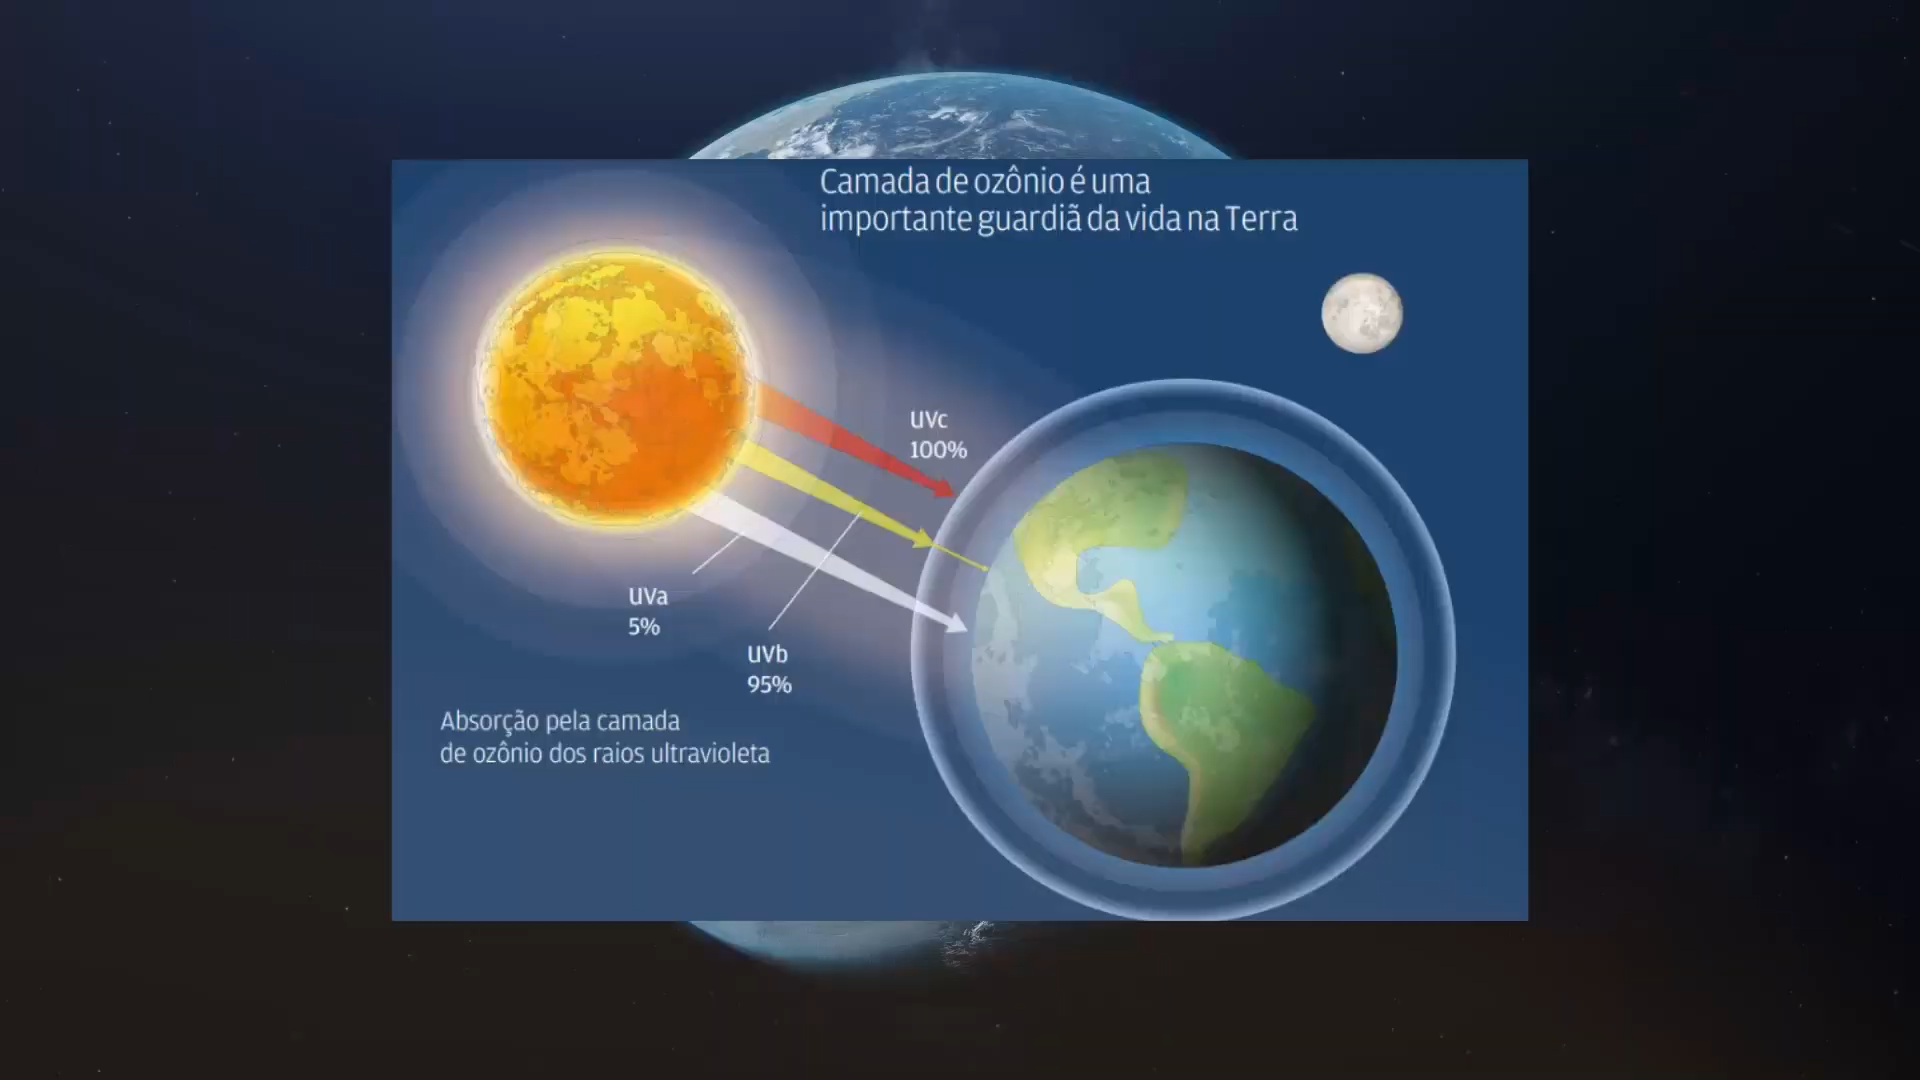 Camada de ozônio é uma
importante guardiã da vida na Terra
UVc
100%
UVa
5%
UVb
95%
Absorção pela camada
de ozônio dos raios ultravioleta